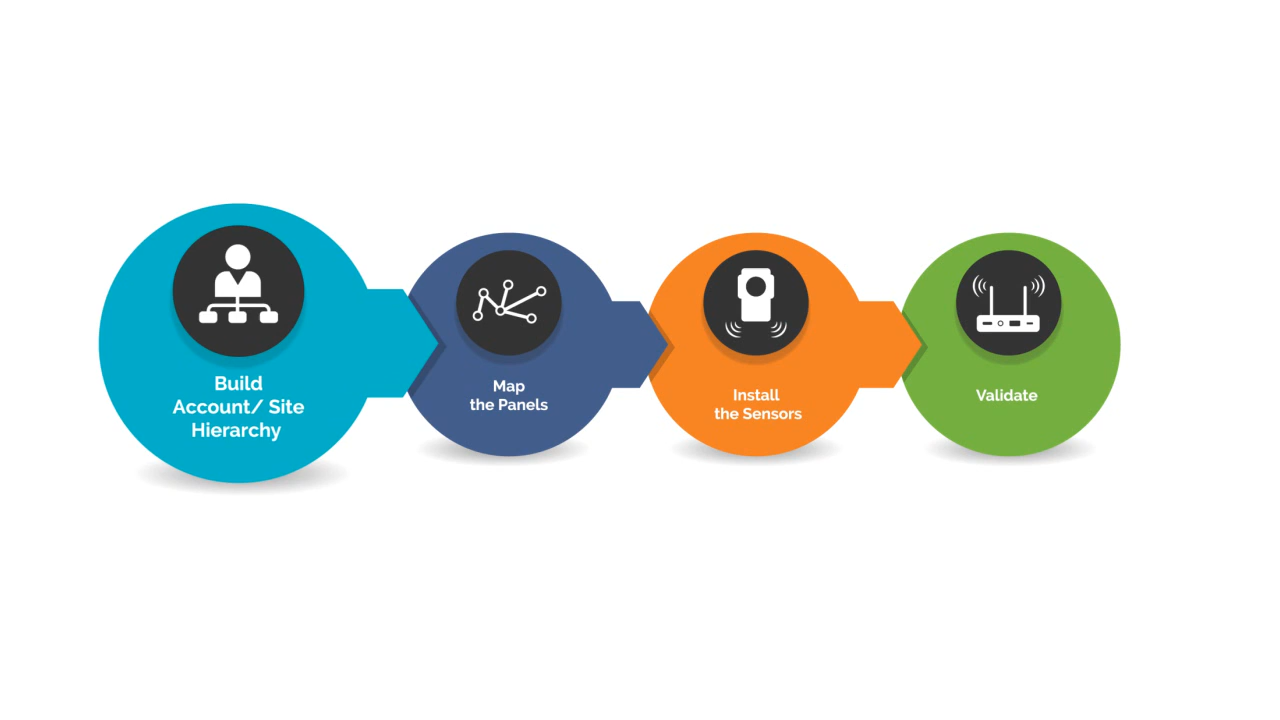 Build
Account/ Site
Hierarchy
Map
the Panels
Install
the Sensors
Validate